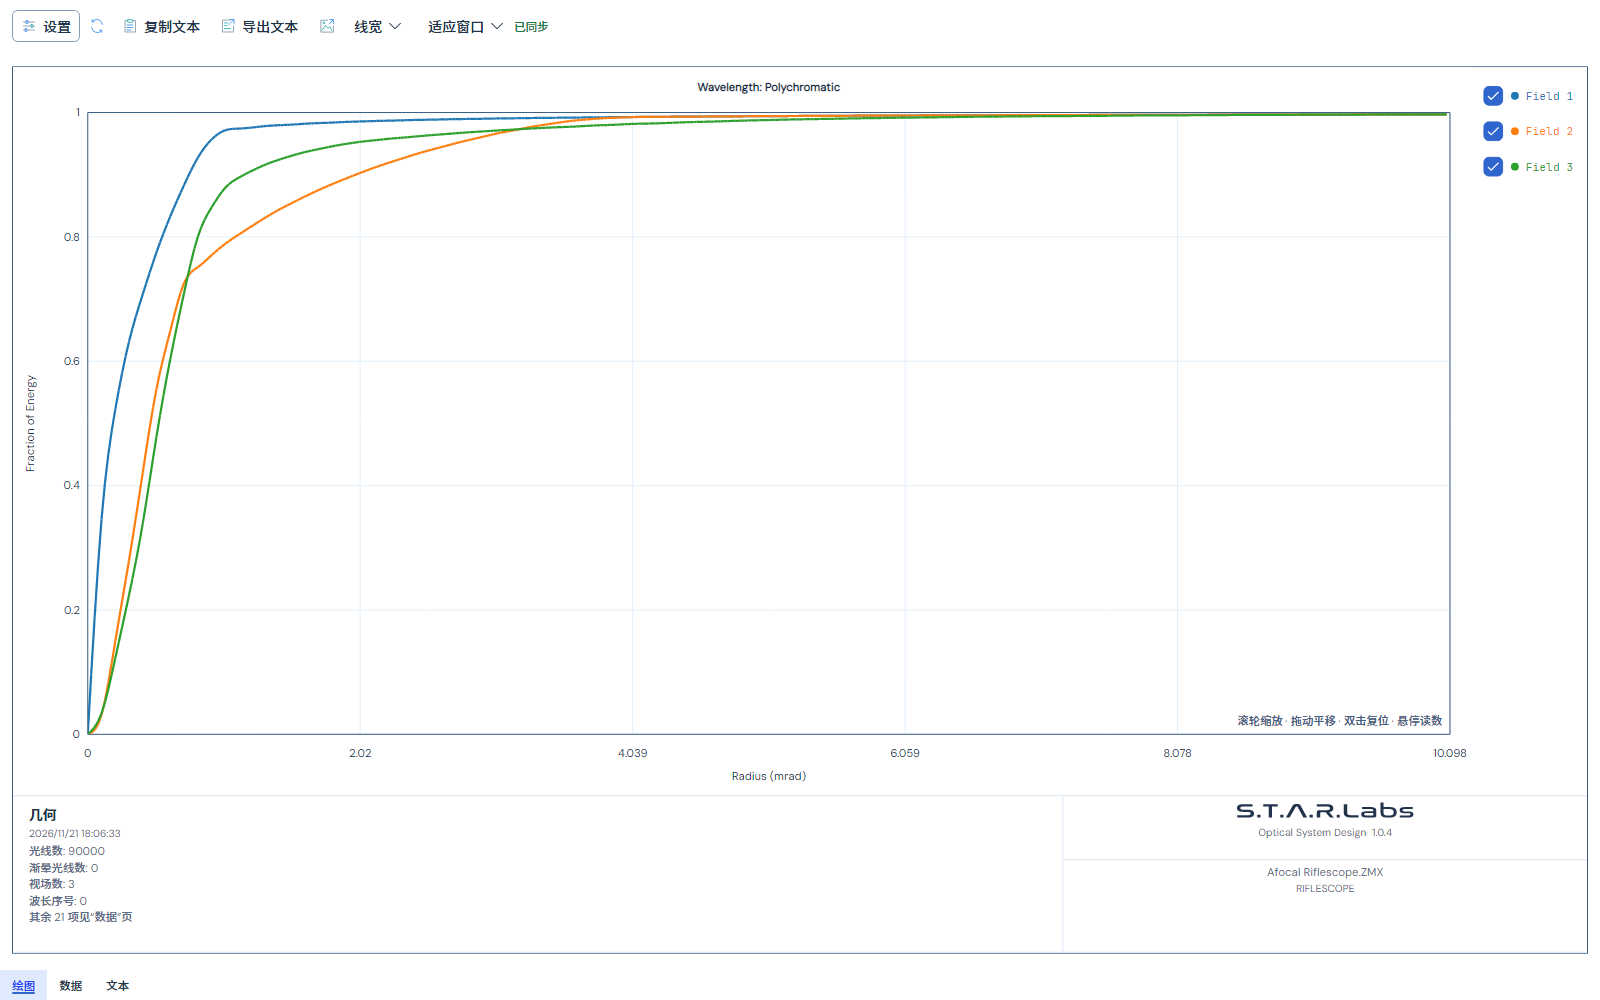 设置 复制文本 导出文本 线宽 适应窗口 已同步
Wavelength: Polychromatic
Field 1
Field 2
Field 3
1
0.8
0.6
0.4
0.2
0
Fraction of Energy
滚轮缩放 · 拖动平移 · 双击复位 · 悬停读数
0 2.02 4.039 6.059 8.078 10.098
Radius (mrad)
几何
2026/11/21 18:06:33
光线数: 90000
渐晕光线数: 0
视场数: 3
波长序号: 0
其余 21 项见“数据”页
S.T.A.R.Labs
Optical System Design 1.0.4
Afocal Riflescope.ZMX
RIFLESCOPE
绘图 数据 文本